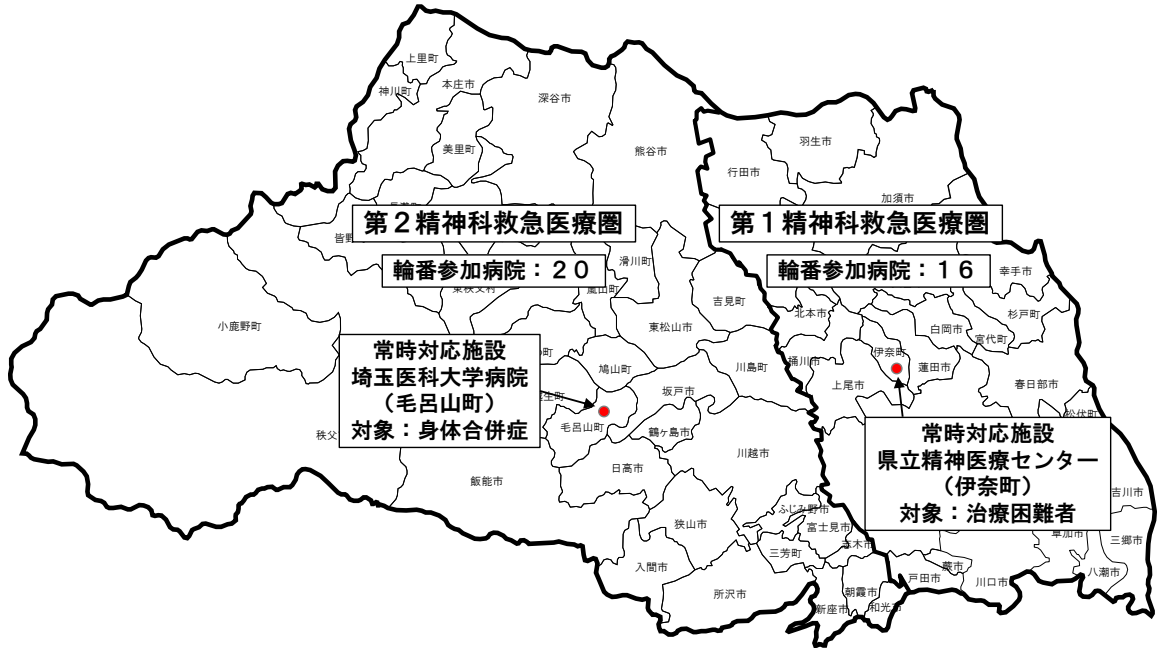 上里町
本庄市
神川町
深谷市
美里町
熊谷市
羽生市
行田市
加須市
第２精神科救急医療圏
第１精神科救急医療圏
輪番参加病院：２０
輪番参加病院：１６
滑川町
幸手市
吉見町
北本市
杉戸町
小鹿野町
東松山市
白岡市
宮代町
常時対応施設
埼玉医科大学病院
（毛呂山町）
対象：身体合併症
鳩山町
川島町
桶川市
伊奈町
蓮田市
上尾市
春日部市
坂戸市
毛呂山町
鶴ヶ島市
常時対応施設
県立精神医療センター
（伊奈町）
対象：治療困難者
川越市
日高市
飯能市
吉川市
ふじみ野市
狭山市
富士見市
志木市
三芳町
草加市
三郷市
入間市
蕨市
戸田市
川口市
八潮市
所沢市
朝霞市
新座市
和光市